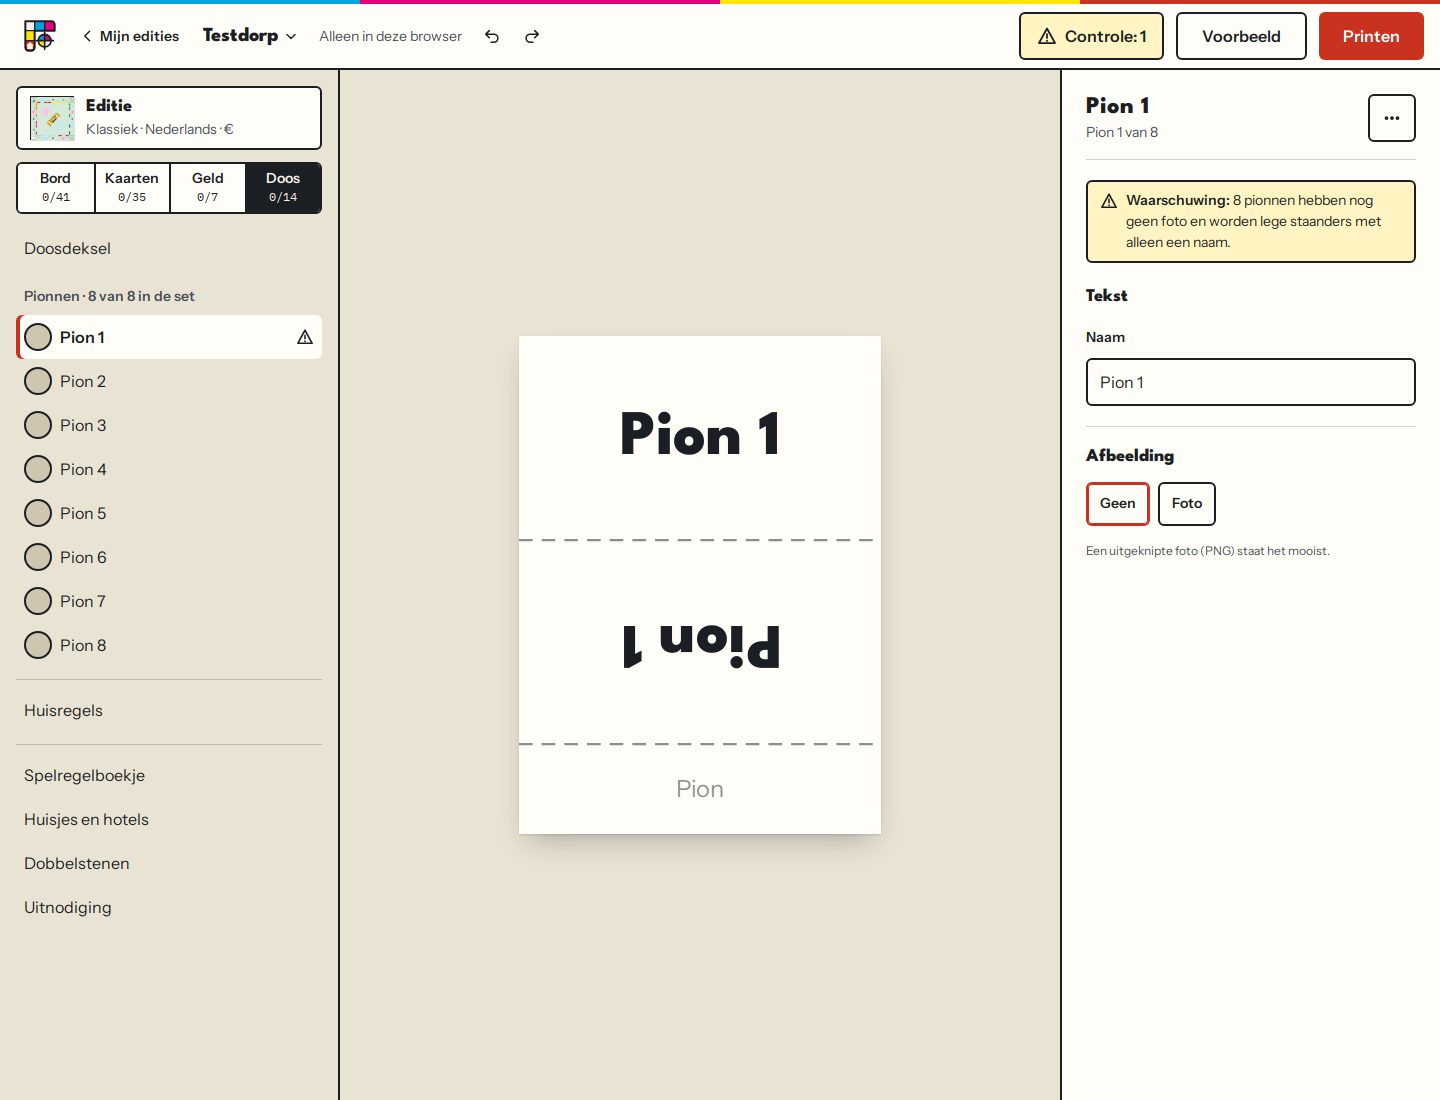 Mijn edities
Testdorp
Alleen in deze browser
Controle: 1
Voorbeeld
Printen
Editie
Klassiek · Nederlands · €
Bord
0/41
Kaarten
0/35
Geld
0/7
Doos
0/14
Doosdeksel
Pionnen · 8 van 8 in de set
Pion 1
Pion 2
Pion 3
Pion 4
Pion 5
Pion 6
Pion 7
Pion 8
Huisregels
Spelregelboekje
Huisjes en hotels
Dobbelstenen
Uitnodiging
Pion 1
Pion 1
Pion
Pion 1
Pion 1 van 8
Waarschuwing: 8 pionnen hebben nog
geen foto en worden lege staanders met
alleen een naam.
Tekst
Naam
Pion 1
Afbeelding
Geen
Foto
Een uitgeknipte foto (PNG) staat het mooist.